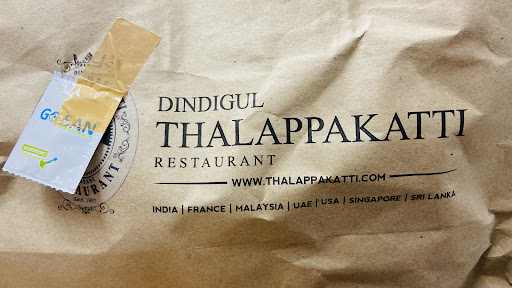 DINDIGUL
THALAPPAKATTI
RESTAURANT
WWW.THALAPPAKATTI.COM
INDIA | FRANCE | MALAYSIA | UAE | USA | SINGAPORE | SRI LANKA